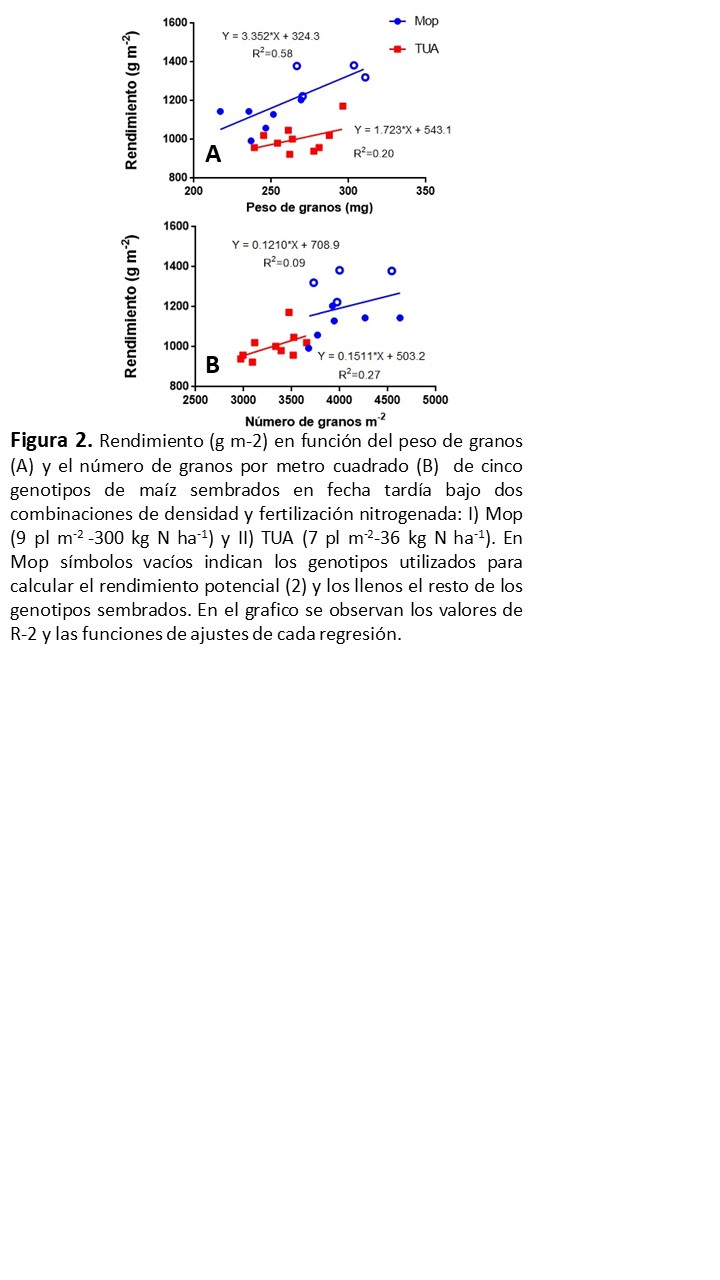 1600
1400
1200
1000
800
Rendimiento (g m-2)
Y = 3.352*X + 324.3
R2=0.58
Mop
TUA
Y = 1.723*X + 543.1
R2=0.20
A
200 250 300 350
Peso de granos (mg)
1600
1400
1200
1000
800
Rendimiento (g m-2)
Y = 0.1210*X + 708.9
R2=0.09
Y = 0.1511*X + 503.2
R2=0.27
B
2500 3000 3500 4000 4500 5000
Número de granos m-2
Figura 2. Rendimiento (g m-2) en función del peso de granos
(A) y el número de granos por metro cuadrado (B) de cinco
genotipos de maíz sembrados en fecha tardía bajo dos
combinaciones de densidad y fertilización nitrogenada: I) Mop
(9 pl m-2 -300 kg N ha-1) y II) TUA (7 pl m-2-36 kg N ha-1). En
Mop símbolos vacíos indican los genotipos utilizados para
calcular el rendimiento potencial (2) y los llenos el resto de los
genotipos sembrados. En el grafico se observan los valores de
R-2 y las funciones de ajustes de cada regresión.